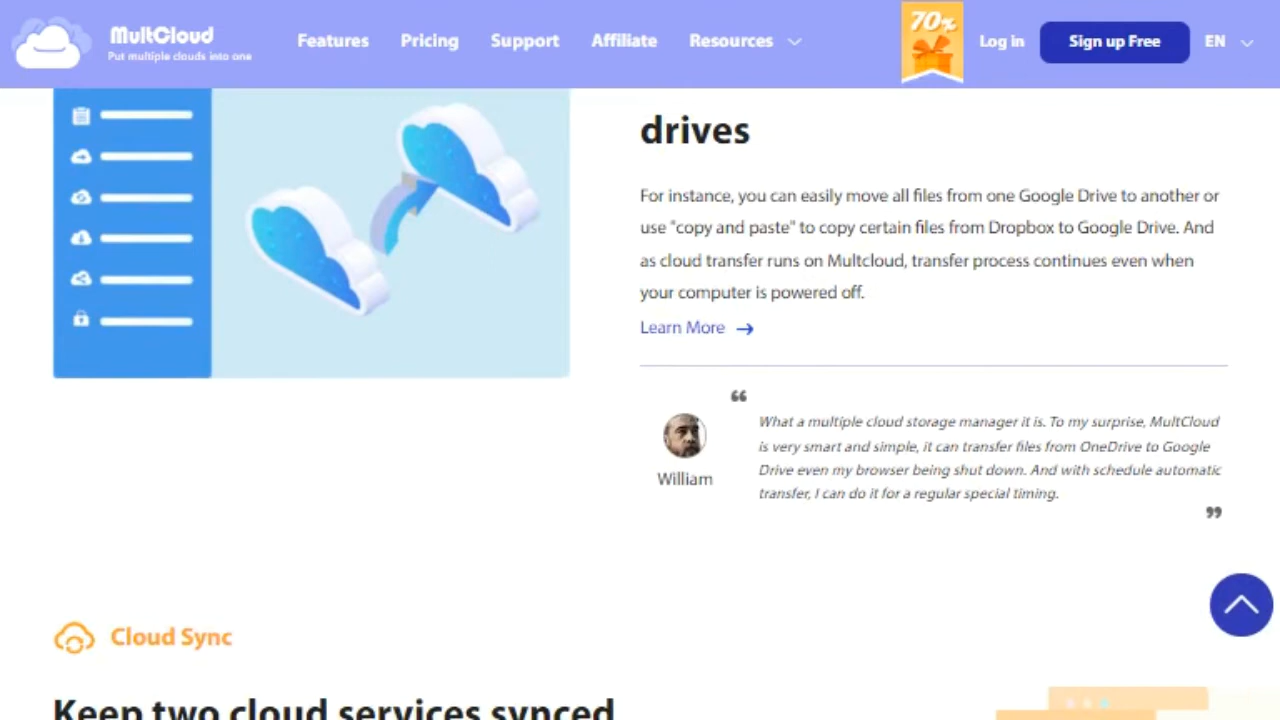 MultCloud
Put multiple clouds into one
Features Pricing Support Affiliate Resources
70%
Log in
Sign up Free
EN
drives
For instance, you can easily move all files from one Google Drive to another or
use "copy and paste" to copy certain files from Dropbox to Google Drive. And
as cloud transfer runs on Multcloud, transfer process continues even when
your computer is powered off.
Learn More →
“
What a multiple cloud storage manager it is. To my surprise, MultCloud
is very smart and simple, it can transfer files from OneDrive to Google
Drive even my browser being shut down. And with schedule automatic
transfer, I can do it for a regular special timing.
”
William
Cloud Sync
Keep two cloud services synced